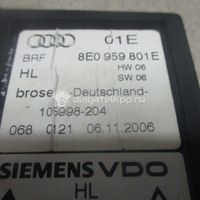 01E
BRF 8E0 959 801E
HL HW 06
SW 06
brose-Deutschland-
105998-204
068 0121 06.11.2006
SIEMENS VDO
HL